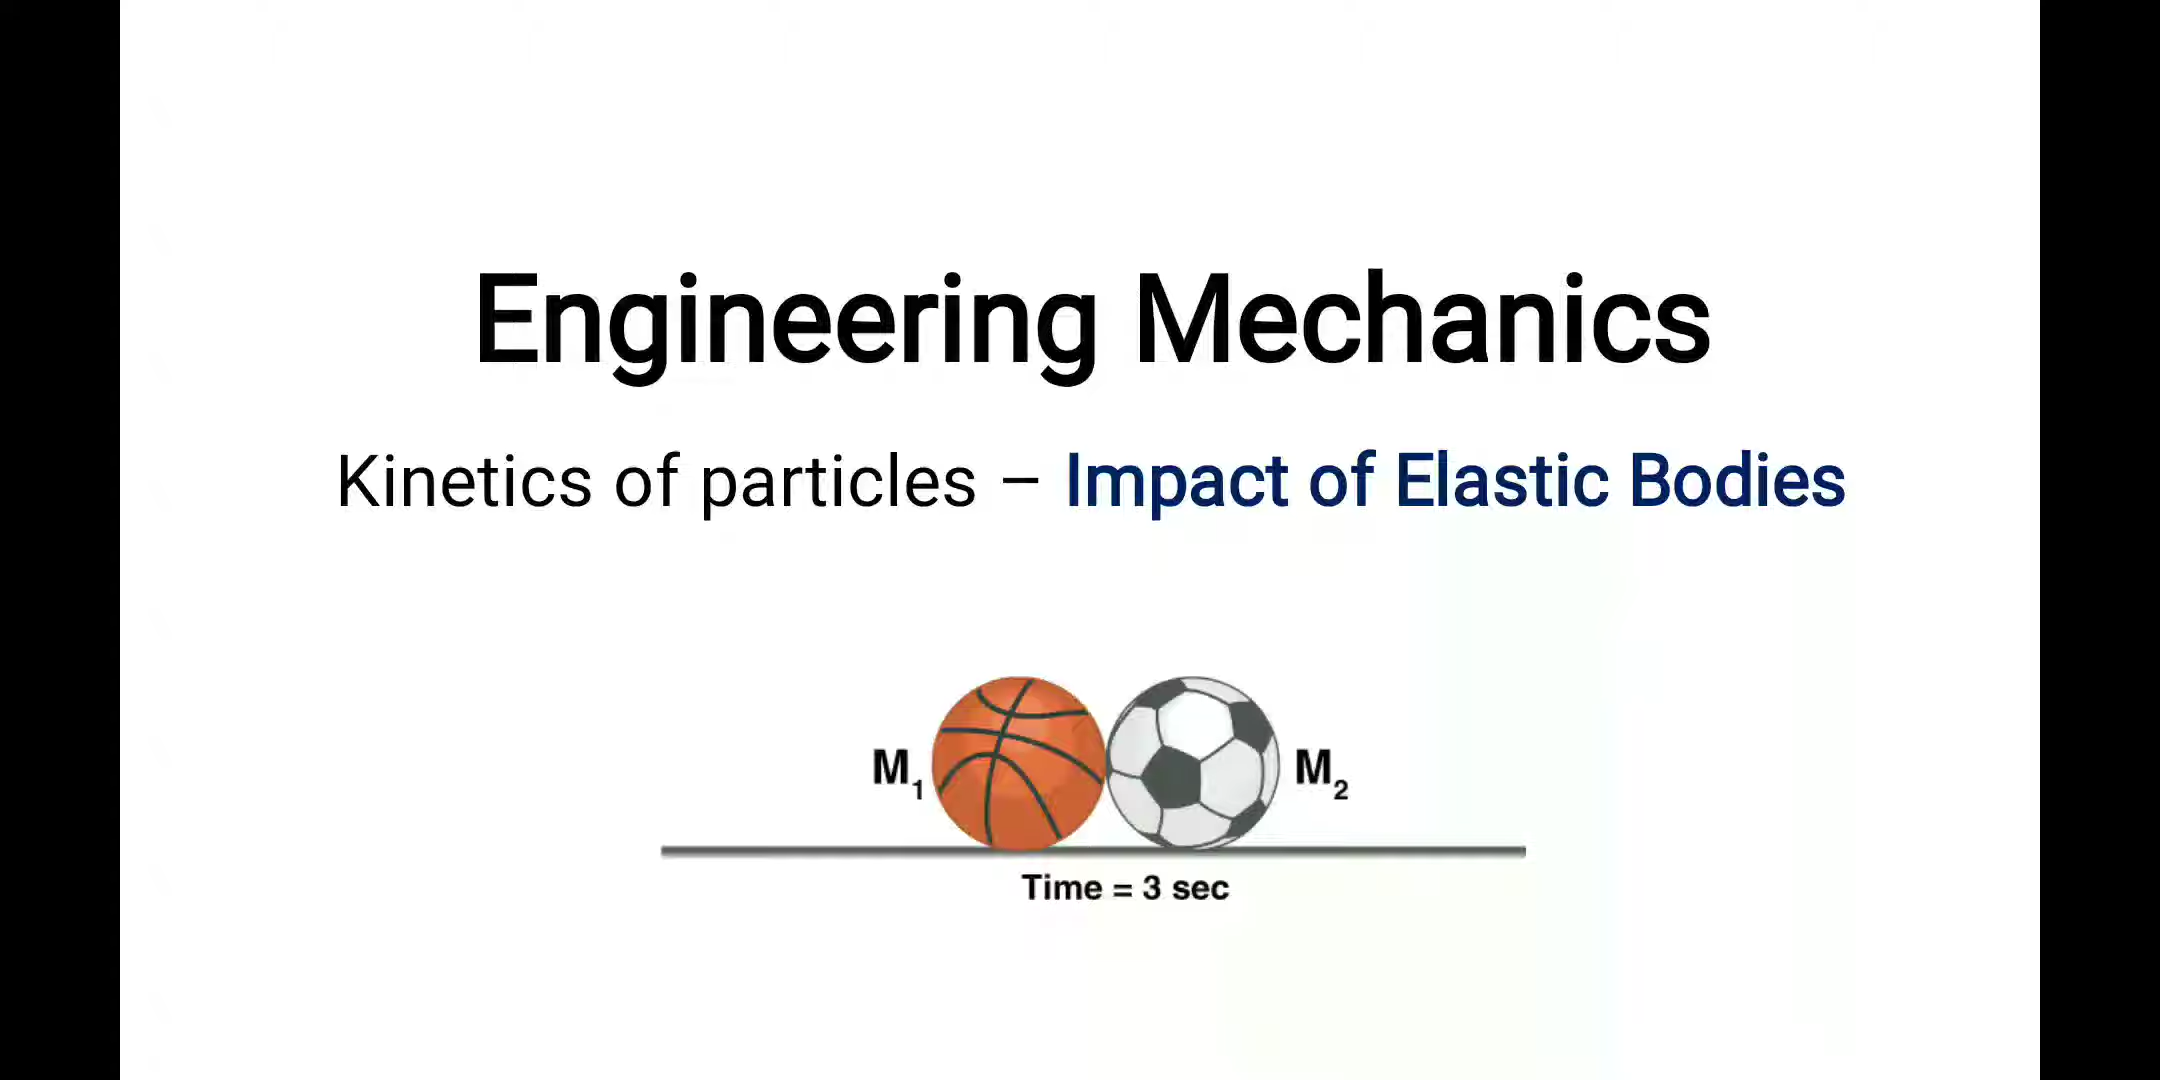 Engineering Mechanics
Kinetics of particles – Impact of Elastic Bodies
M₁ M₂
Time = 3 sec